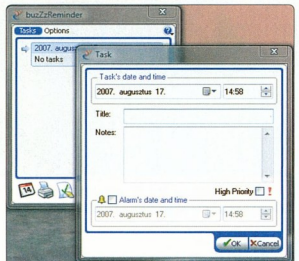 buzZzReminder
Tasks Options
2007. augusz
No tasks
14
Task
Task's date and time
2007. augusztus 17. 14:58
Title:
Notes:
High Priority !
Alarm's date and time
2007. augusztus 17. 14:58
OK Cancel